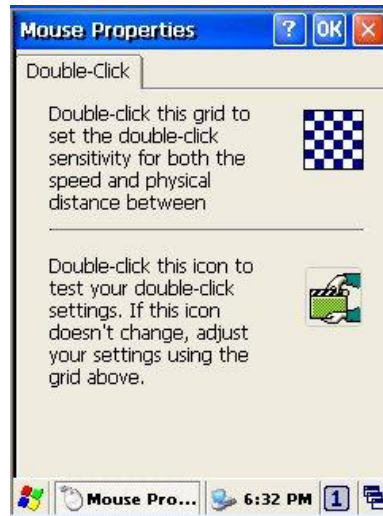 Mouse Properties ? OK ×
Double-Click
Double-click this grid to
set the double-click
sensitivity for both the
speed and physical
distance between
Double-click this icon to
test your double-click
settings. If this icon
doesn't change, adjust
your settings using the
grid above.
Mouse Pro... 6:32 PM 1